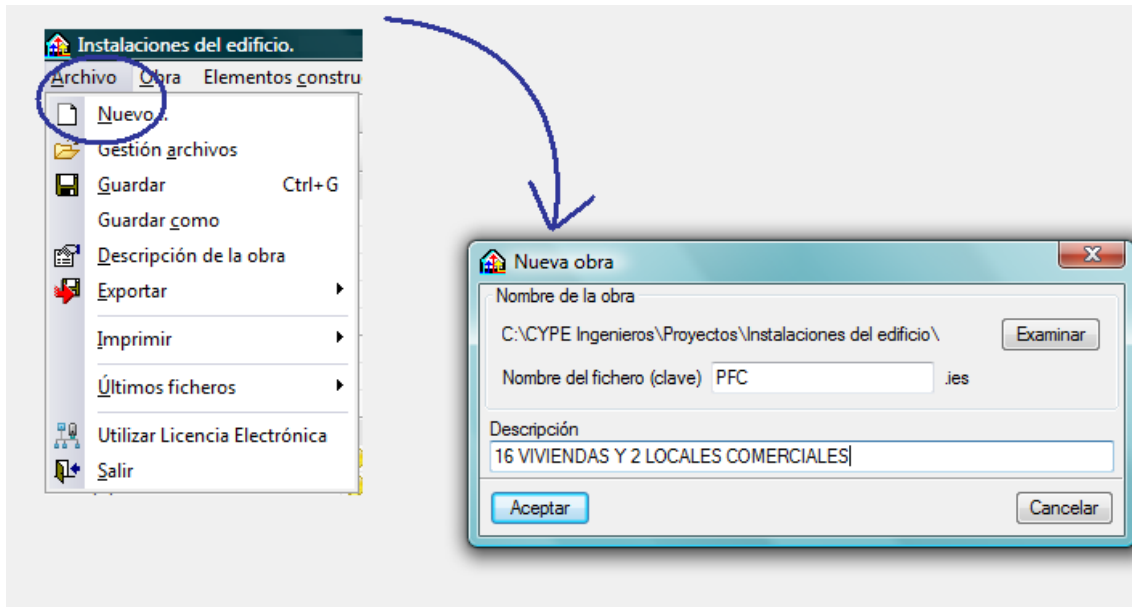 Instalaciones del edificio.
Archivo Obra Elementos constru
Nuevo...
Gestión archivos
Guardar Ctrl+G
Guardar como
Descripción de la obra
Exportar
Imprimir
Últimos ficheros
Utilizar Licencia Electrónica
Salir
Nueva obra
Nombre de la obra
C:\CYPE Ingenieros\Proyectos\Instalaciones del edificio\ Examinar
Nombre del fichero (clave) PFC .ies
Descripción
16 VIVIENDAS Y 2 LOCALES COMERCIALES
Aceptar Cancelar